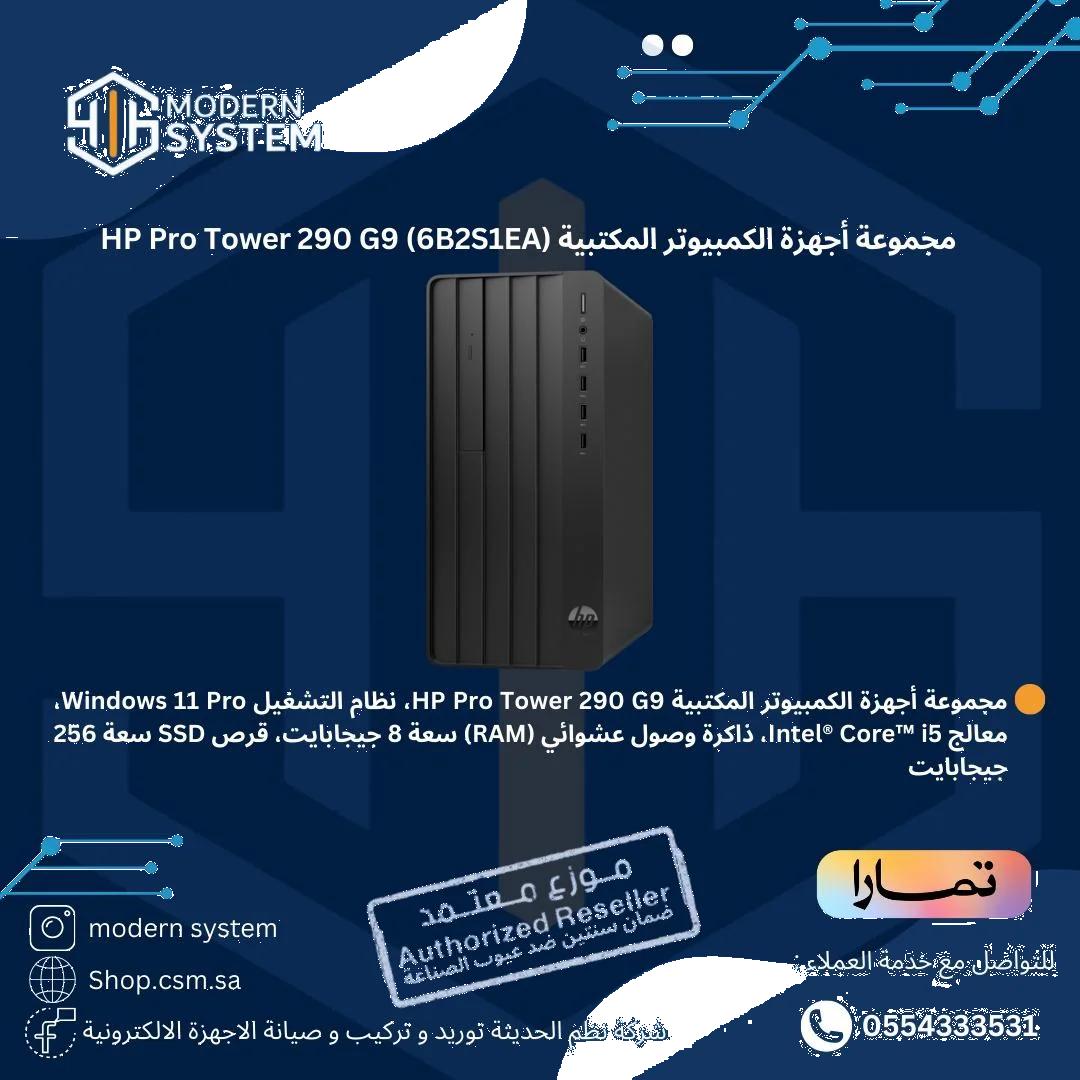 MODERN
SYSTEM
مجموعة أجهزة الكمبيوتر المكتبية HP Pro Tower 290 G9 (6B2S1EA)
hp
مجموعة أجهزة الكمبيوتر المكتبية HP Pro Tower 290 G9، نظام التشغيل Windows 11 Pro،
معالج Intel® Core™ i5، ذاكرة وصول عشوائي (RAM) سعة 8 جيجابايت، قرص SSD سعة 256
جيجابايت
موزع معتمد
Authorized Reseller
ضمان سنتين ضد عيوب الصناعة
تمارا
modern system
Shop.csm.sa
شركة نظم الحديثة توريد و تركيب و صيانة الاجهزة الالكترونية
للتواصل مع خدمة العملاء:
0554333531